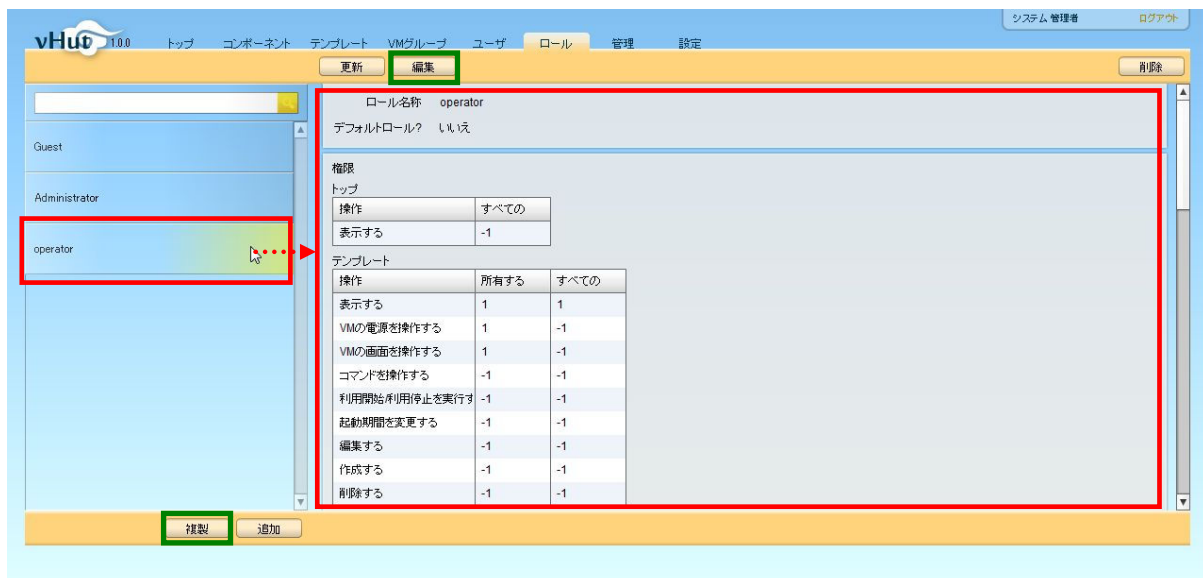 システム 管理者 ログアウト
vHut 1.0.0 トップ コンポーネント テンプレート VMグループ ユーザ ロール 管理 設定
更新 編集 削除
ロール名称 operator
デフォルトロール? いいえ
Guest
Administrator
operator
権限
トップ
操作 すべての
表示する -1
テンプレート
操作 所有する すべての
表示する 1 1
VMの電源を操作する 1 -1
VMの画面を操作する 1 -1
コマンドを操作する -1 -1
利用開始/利用停止を実行す -1 -1
起動期間を変更する -1 -1
編集する -1 -1
作成する -1 -1
削除する -1 -1
複製 追加